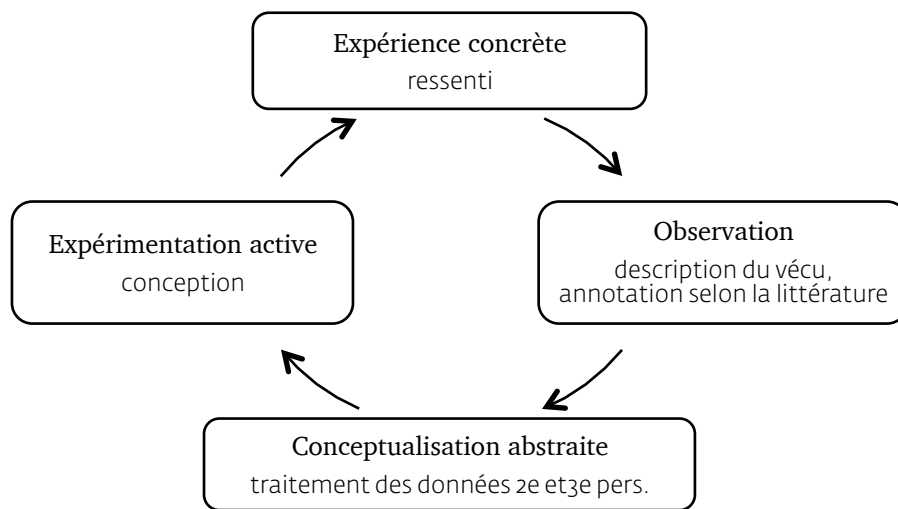 Expérience concrète
ressenti
Expérimentation active
conception
Observation
description du vécu,
annotation selon la littérature
Conceptualisation abstraite
traitement des données 2e et3e pers.